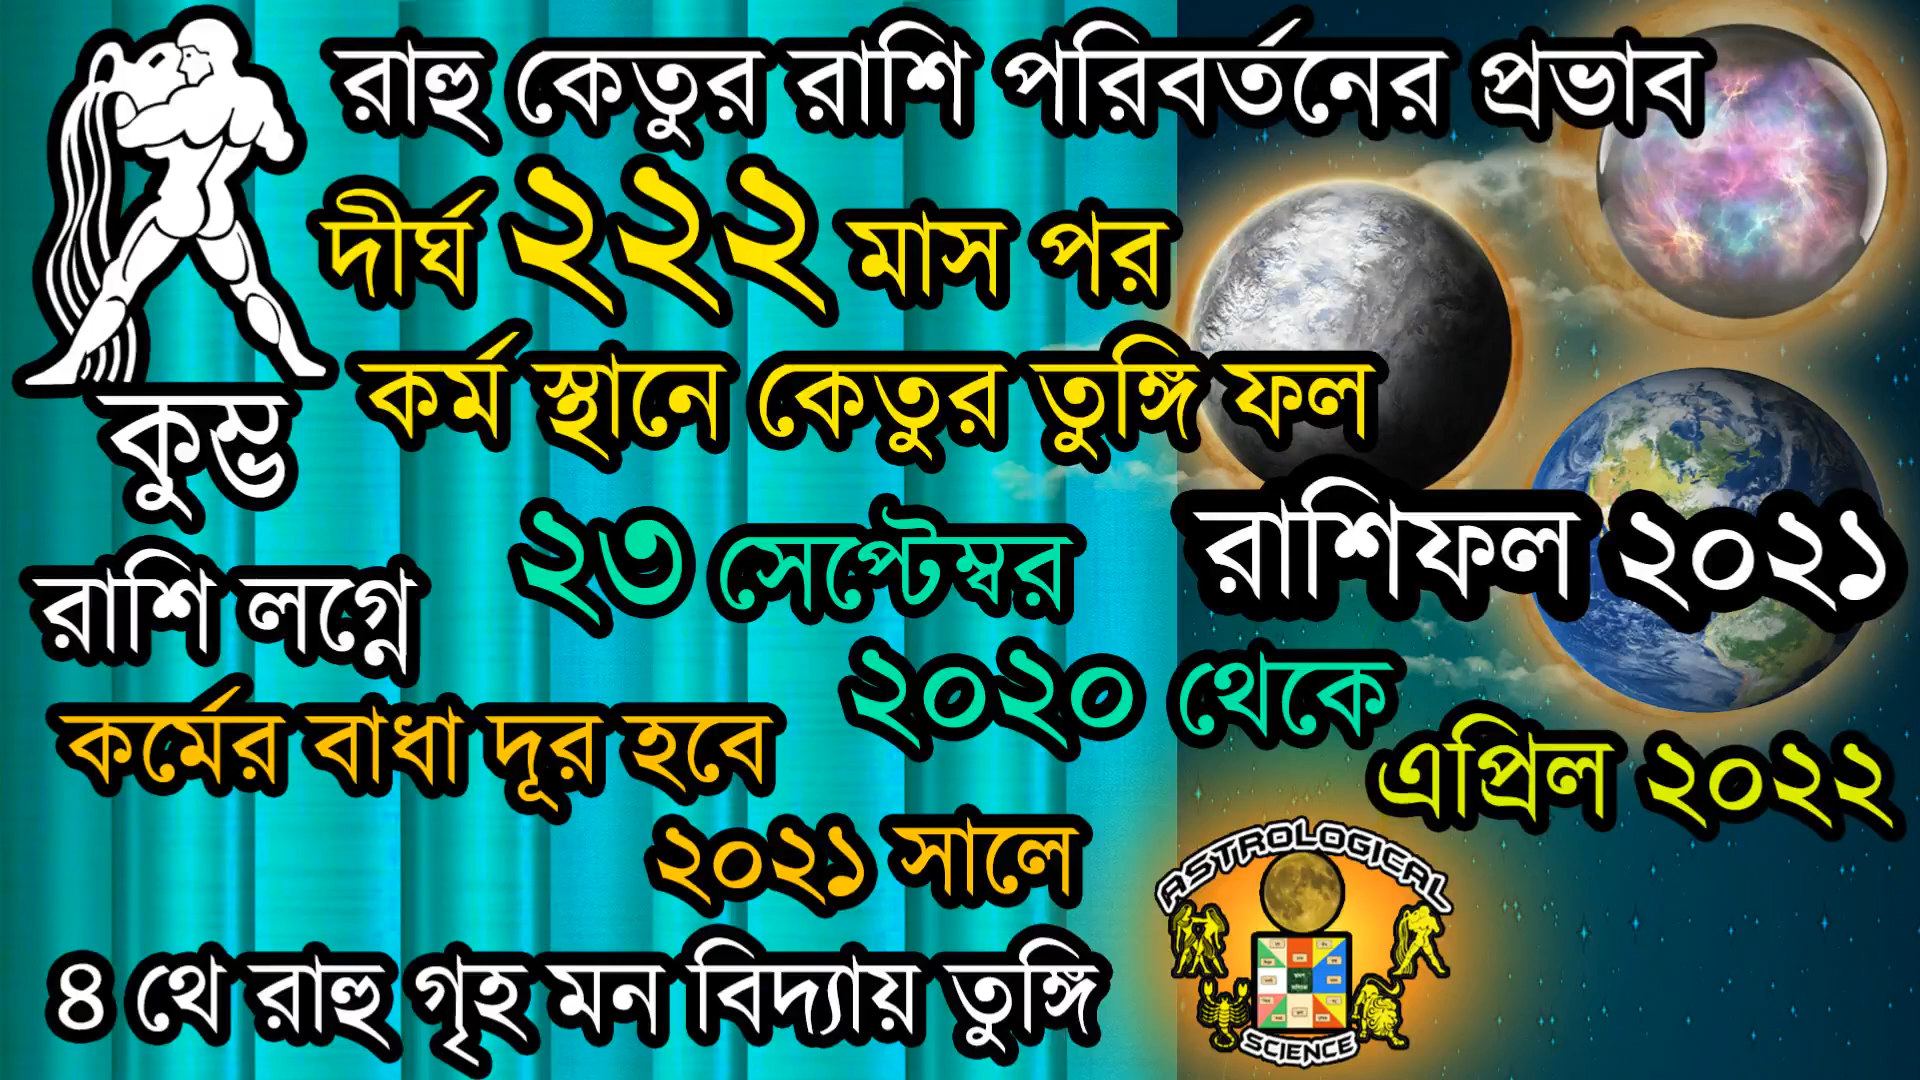 রাহু কেতুর রাশি পরিবর্তনের প্রভাব
দীর্ঘ ২২২ মাস পর
কর্ম স্থানে কেতুর তুঙ্গি ফল
কুম্ভ
রাশি লগ্নে
২৩ সেপ্টেম্বর
রাশিফল ২০২১
২০২০ থেকে
এপ্রিল ২০২২
কর্মের বাধা দূর হবে
২০২১ সালে
৪ থে রাহু গৃহ মন বিদ্যায় তুঙ্গি
ASTROLOGICAL
SCIENCE